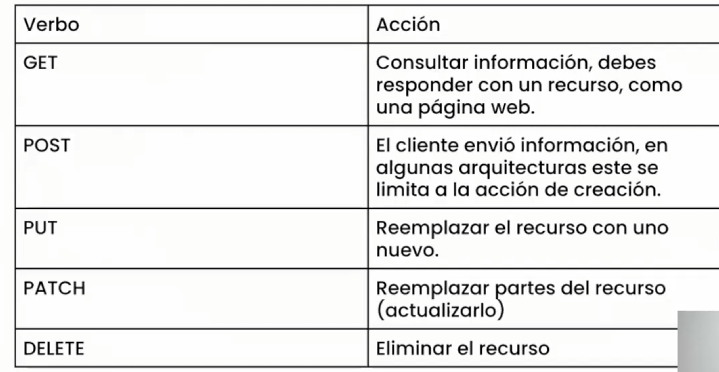 Verbo
Acción
GET
Consultar información, debes
responder con un recurso, como
una página web.
POST
El cliente envió información, en
algunas arquitecturas este se
limita a la acción de creación.
PUT
Reemplazar el recurso con uno
nuevo.
PATCH
Reemplazar partes del recurso
(actualizarlo)
DELETE
Eliminar el recurso